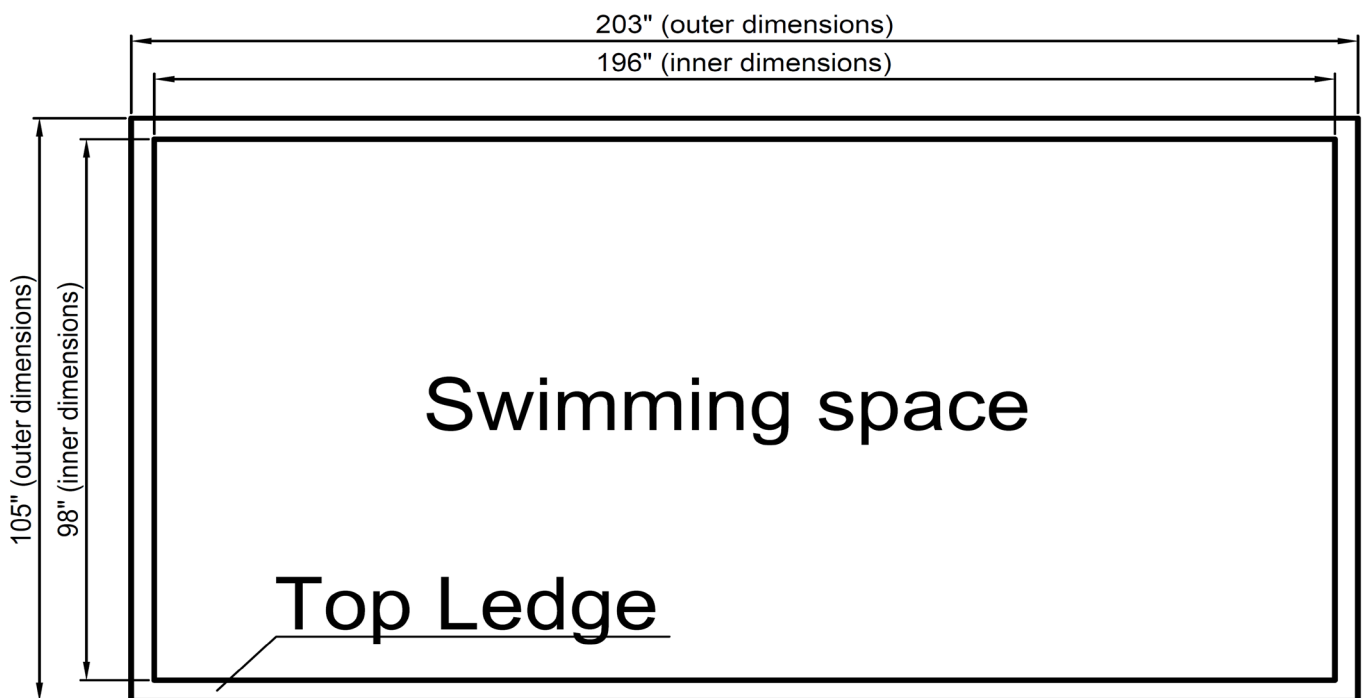 203" (outer dimensions)
196" (inner dimensions)
105" (outer dimensions)
98" (inner dimensions)
Swimming space
Top Ledge